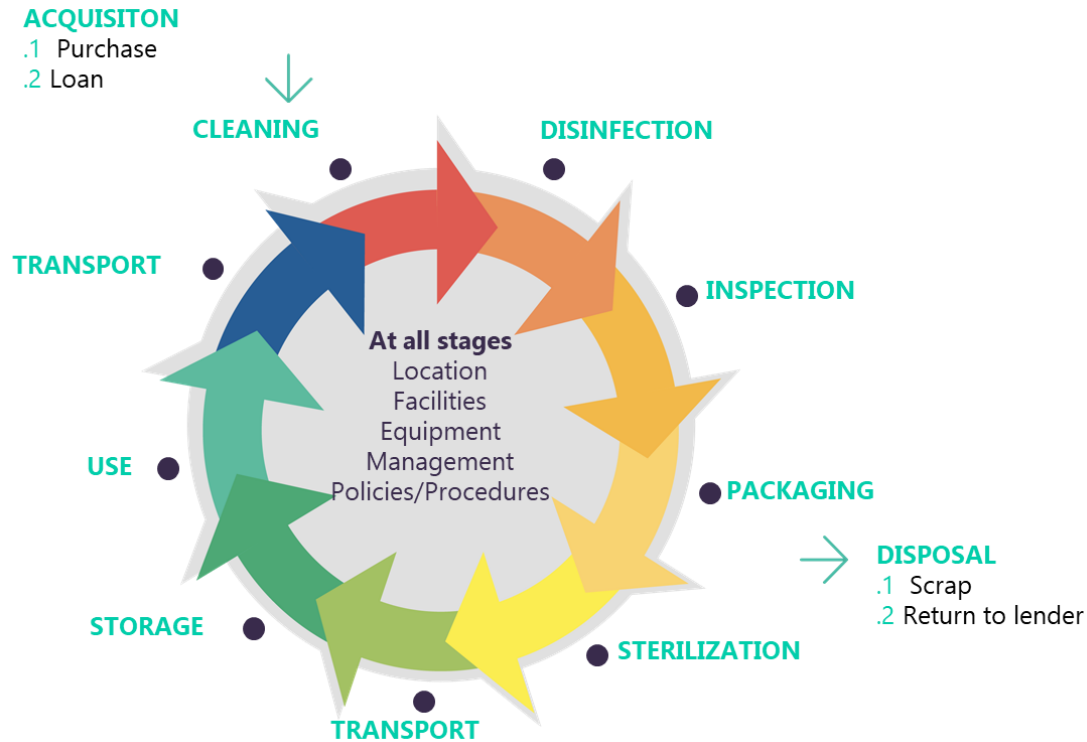 ACQUISITON
.1 Purchase
.2 Loan
CLEANING
DISINFECTION
TRANSPORT
INSPECTION
At all stages
Location
Facilities
Equipment
Management
Policies/Procedures
USE
PACKAGING
DISPOSAL
.1 Scrap
.2 Return to lender
STORAGE
STERILIZATION
TRANSPORT